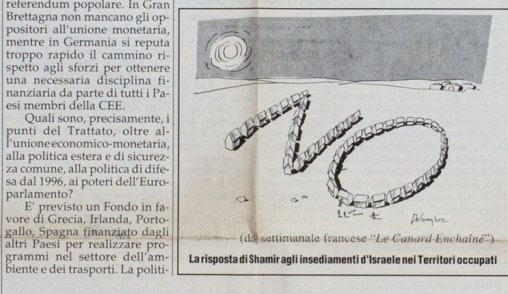 referendum popolare. In Gran
Brettagna non mancano gli op-
positori all'unione monetaria,
mentre in Germania si reputa
troppo rapido il cammino ri-
spetto agli sforzi per ottenere
una necessaria disciplina fi-
nanziaria da parte di tutti i Pa-
esi membri della CEE.
Quali sono, precisamente, i
punti del Trattato, oltre al-
l'unione economico-monetaria,
alla politica estera e di sicurez-
za comune, alla politica di dife-
sa dal 1996, ai poteri dell'Euro-
parlamento?
E' previsto un Fondo in fa-
vore di Grecia, Irlanda, Porto-
gallo, Spagna finanziato dagli
altri Paesi per realizzare pro-
grammi nel settore dell'am-
biente e dei trasporti. La politi-
NO
Delambre
(dal settimanale francese "Le Canard Enchaîné")
La risposta di Shamir agli insediamenti d'Israele nei Territori occupati